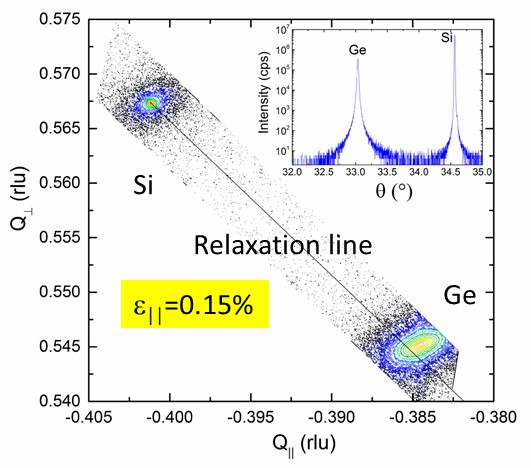 0.575
0.570
0.565
0.560
0.555
0.550
0.545
0.540
Q⊥ (rlu)
-0.405
-0.400
-0.395
-0.390
-0.385
-0.380
Q|| (rlu)
Si
Relaxation line
Ge
ε||=0.15%
Intensity (cps)
10⁷
10⁶
10⁵
10⁴
10³
10²
10¹
Ge
Si
32.0 32.5 33.0 33.5 34.0 34.5 35.0
θ (°)